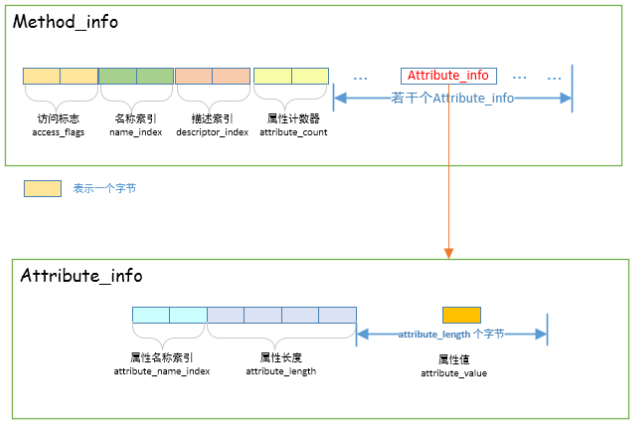 Method_info
... Attribute_info ... ...
若干个Attribute_info
访问标志 名称索引 描述索引 属性计数器
access_flags name_index descriptor_index attribute_count
表示一个字节
Attribute_info
attribute_length 个字节
属性名称索引 属性长度 属性值
attribute_name_index attribute_length attribute_value